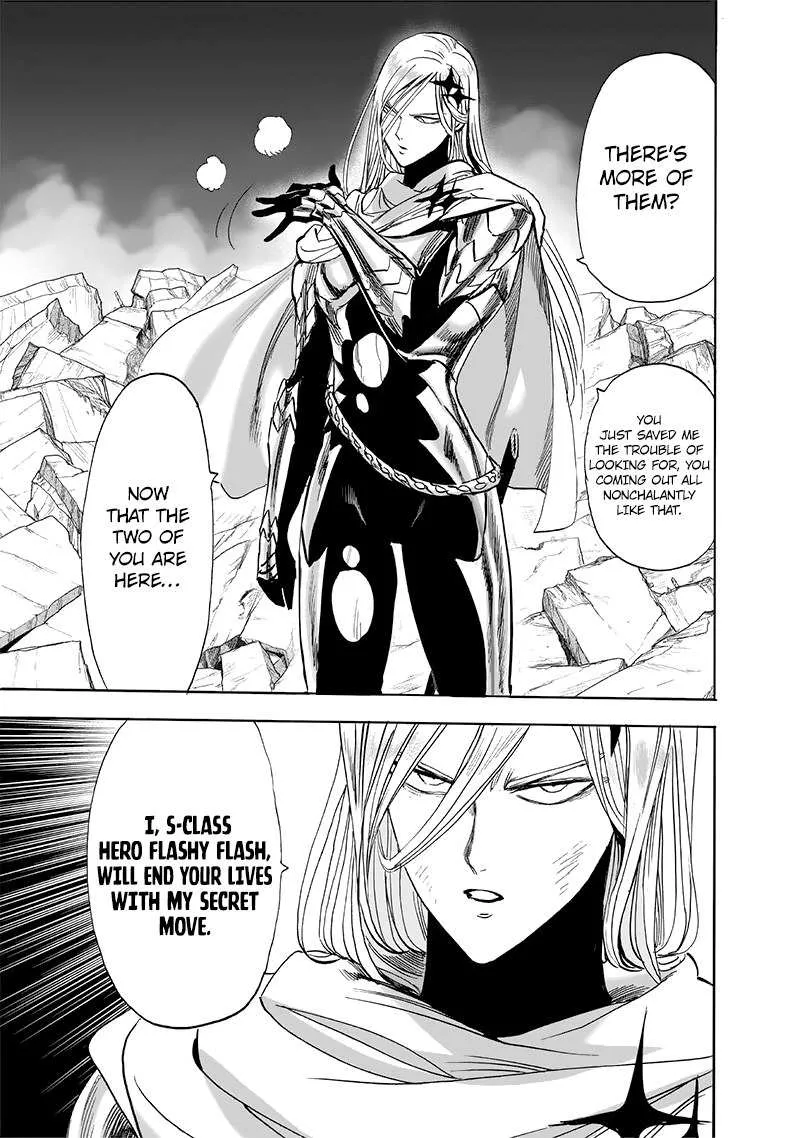 THERE'S
MORE OF
THEM?
YOU
JUST SAVED ME
THE TROUBLE OF
LOOKING FOR, YOU
COMING OUT ALL
NONCHALANTLY
LIKE THAT.
NOW
THAT THE
TWO OF
YOU ARE
HERE...
I, S-CLASS
HERO FLASHY FLASH,
WILL END YOUR LIVES
WITH MY SECRET
MOVE.